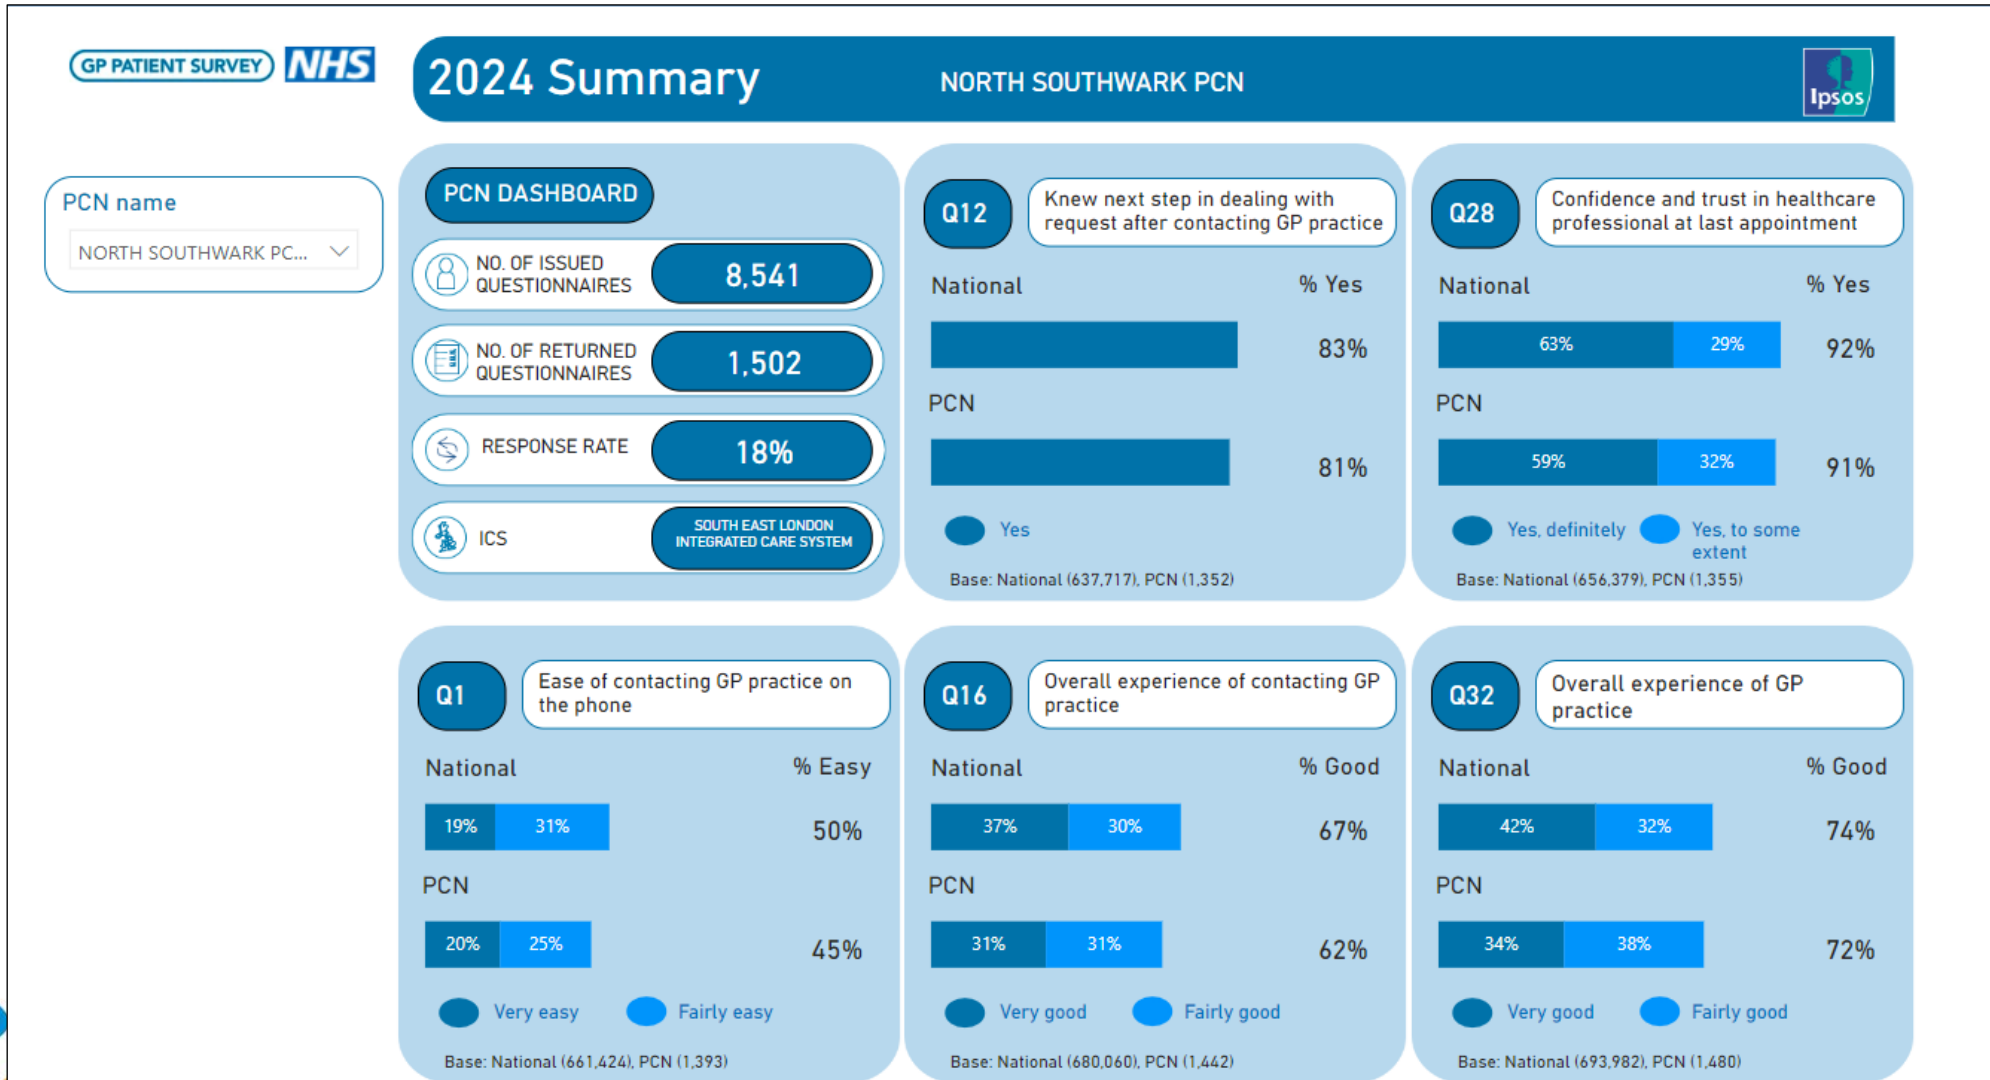 GP PATIENT SURVEY
NHS
2024 Summary
NORTH SOUTHWARK PCN
Ipsos
PCN name
NORTH SOUTHWARK PC...
PCN DASHBOARD
NO. OF ISSUED
QUESTIONNAIRES
8,541
NO. OF RETURNED
QUESTIONNAIRES
1,502
RESPONSE RATE
18%
ICS
SOUTH EAST LONDON
INTEGRATED CARE SYSTEM
Q12
Knew next step in dealing with
request after contacting GP practice
National
% Yes
83%
PCN
81%
Yes
Base: National (637,717), PCN (1,352)
Q28
Confidence and trust in healthcare
professional at last appointment
National
% Yes
63%
29%
92%
PCN
59%
32%
91%
Yes, definitely
Yes, to some
extent
Base: National (656,379), PCN (1,355)
Q1
Ease of contacting GP practice on
the phone
National
% Easy
19%
31%
50%
PCN
20%
25%
45%
Very easy
Fairly easy
Base: National (661,424), PCN (1,393)
Q16
Overall experience of contacting GP
practice
National
% Good
37%
30%
67%
PCN
31%
31%
62%
Very good
Fairly good
Base: National (680,060), PCN (1,442)
Q32
Overall experience of GP
practice
National
% Good
42%
32%
74%
PCN
34%
38%
72%
Very good
Fairly good
Base: National (693,982), PCN (1,480)